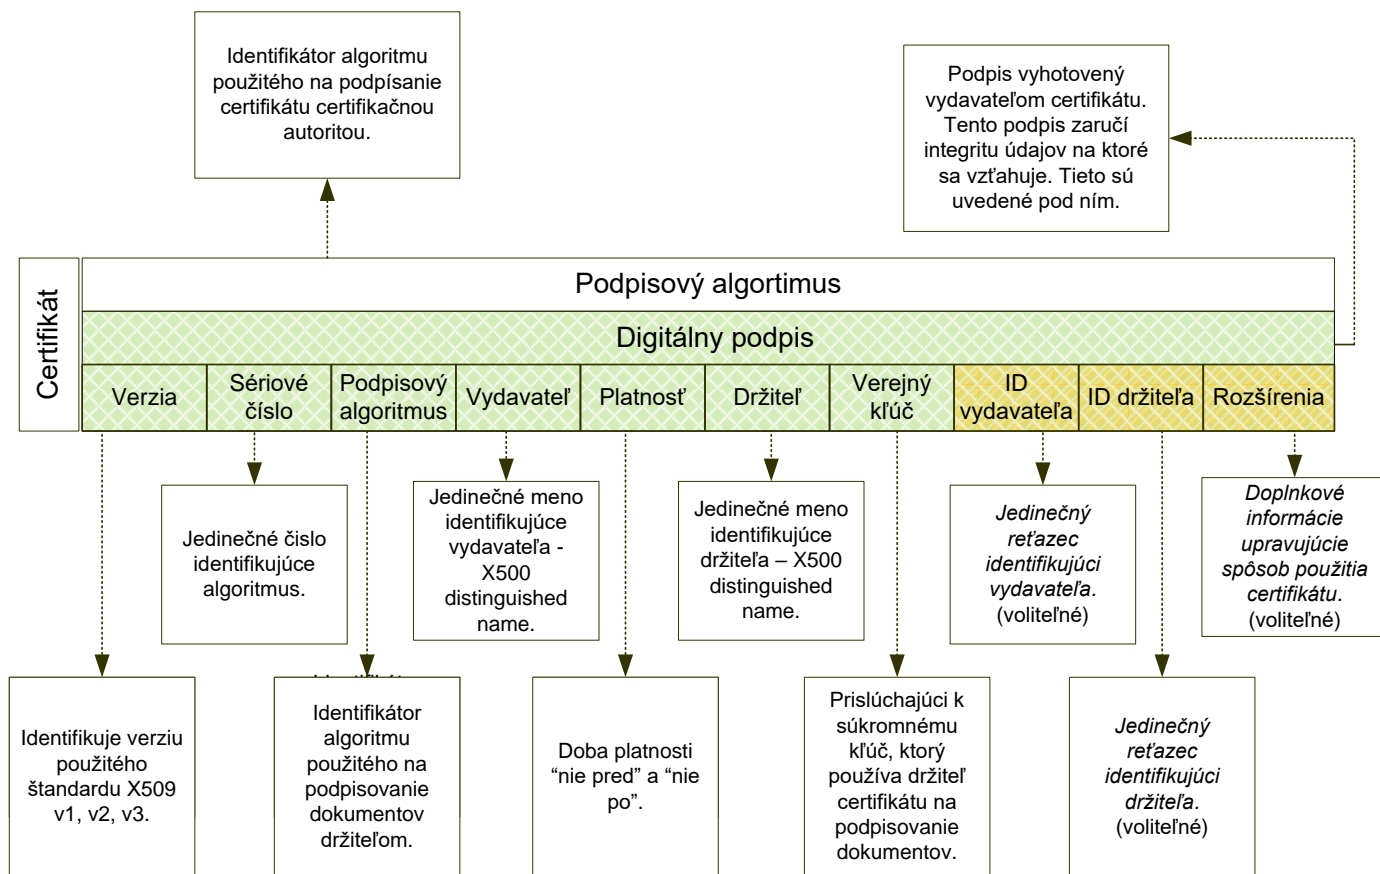 Identifikátor algoritmu
použitého na podpísanie
certifikátu certifikačnou
autoritou.
Podpis vyhotovený
vydavateľom certifikátu.
Tento podpis zaručí
integritu údajov na ktoré
sa vzťahuje. Tieto sú
uvedené pod ním.
Certifikát
Podpisový algortimus
Digitálny podpis
Verzia
Sériové
číslo
Podpisový
algoritmus
Vydavateľ
Platnosť
Držiteľ
Verejný
kľúč
ID
vydavateľa
ID držiteľa
Rozšírenia
Jedinečné čislo
identifikújce
algoritmus.
Jedinečné meno
identifikujúce
vydavateľa -
X500
distinguished
name.
Jedinečné meno
identifikujúce
držiteľa – X500
distinguished
name.
Jedinečný
reťazec
identifikujúci
vydavateľa.
(voliteľné)
Doplnkové
informácie
upravujúcie
spôsob použitia
certifikátu.
(voliteľné)
Identifikuje verziu
použitého
štandardu X509
v1, v2, v3.
Identifikátor
algoritmu
použitého na
podpisovanie
dokumentov
držiteľom.
Doba platnosti
“nie pred” a “nie
po”.
Prislúchajúci k
súkromnému
kľúč, ktorý
používa držiteľ
certifikátu na
podpisovanie
dokumentov.
Jedinečný
reťazec
identifikújúci
držiteľa.
(voliteľné)